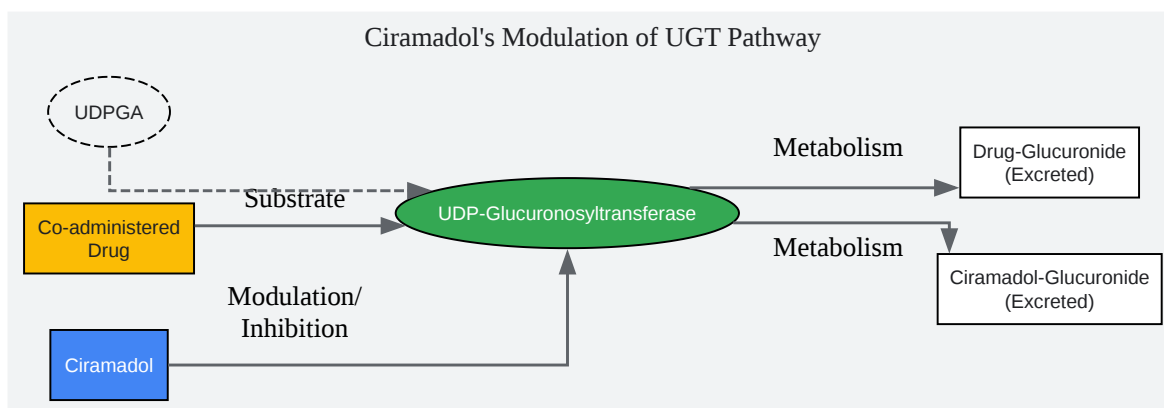 Ciramadol's Modulation of UGT Pathway
UDPGA
Substrate
Co-administered
Drug
UDP-Glucuronosyltransferase
Metabolism
Drug-Glucuronide
(Excreted)
Metabolism
Ciramadol-Glucuronide
(Excreted)
Modulation/
Inhibition
Ciramadol